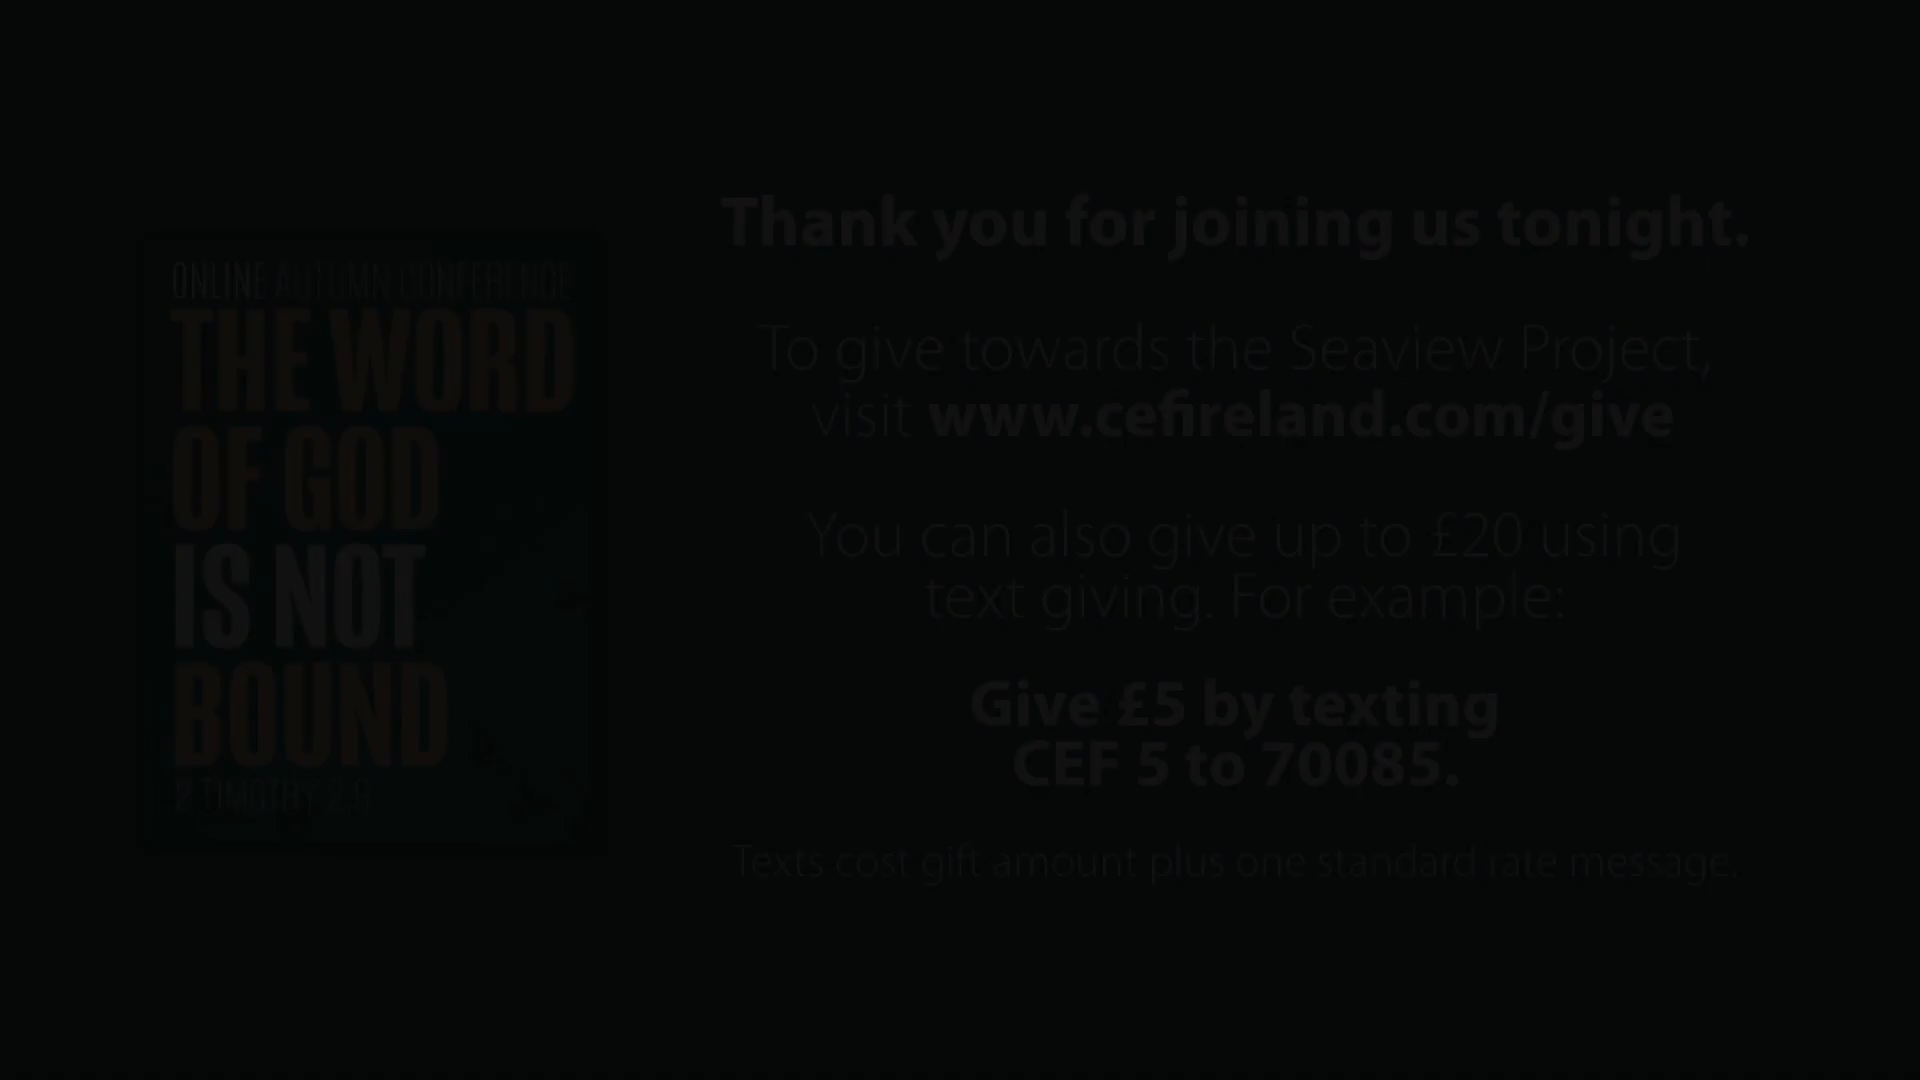 ONLINE AUTUMN CONFERENCE
THE WORD
OF GOD
IS NOT
BOUND
2 TIMOTHY 2.9
Thank you for joining us tonight.
To give towards the Seaview Project,
visit www.cefireland.com/give
You can also give up to £20 using
text giving. For example:
Give £5 by texting
CEF 5 to 70085.
Texts cost gift amount plus one standard rate message.